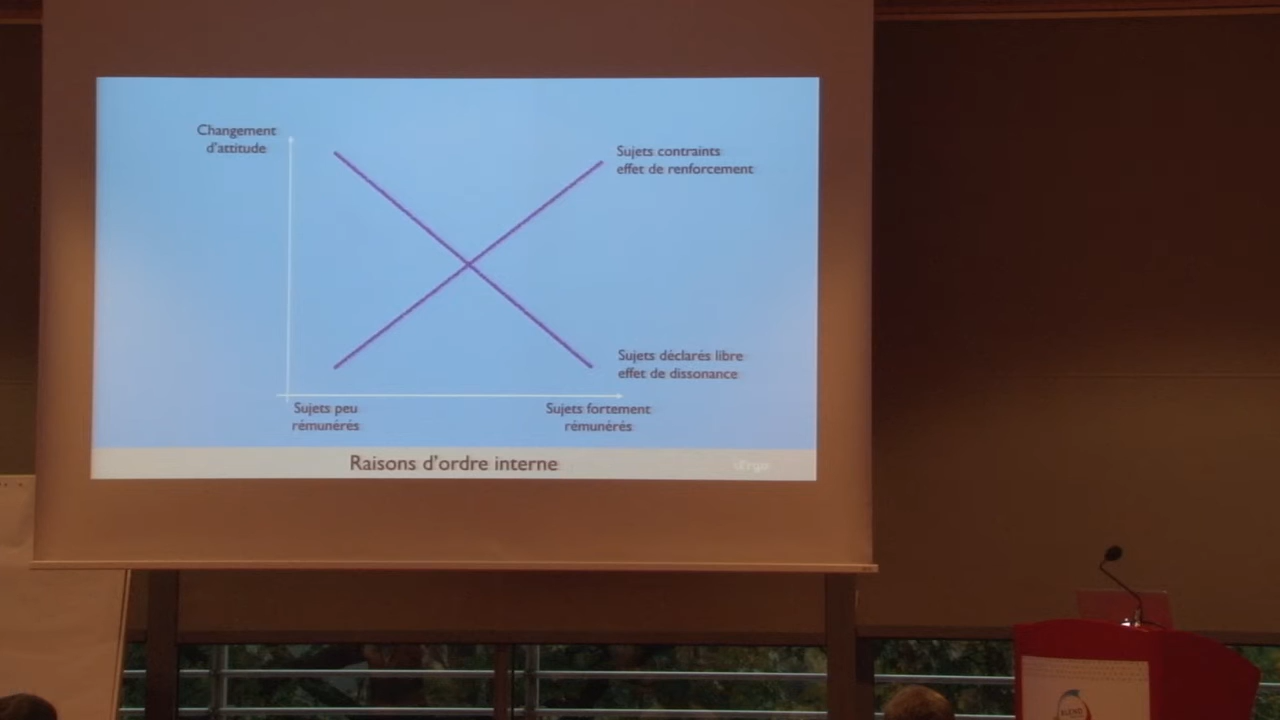 Changement
d'attitude
Sujets contraints
effet de renforcement
Sujets déclarés libre
effet de dissonance
Sujets peu
rémunérés
Sujets fortement
rémunérés
Raisons d'ordre interne